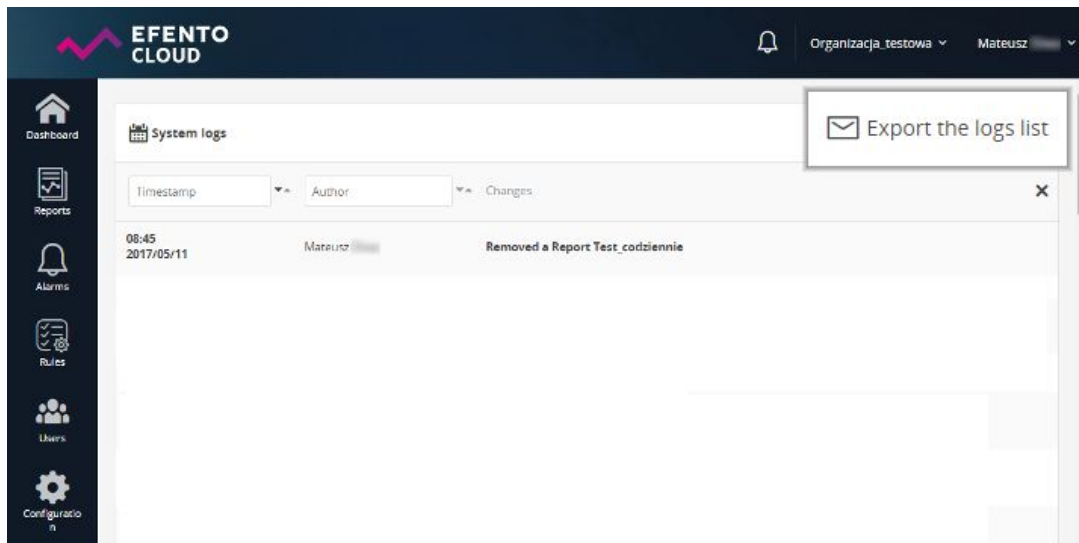 EFENTO
CLOUD
Organizacja_testowa
Mateusz
Dashboard
System logs
Export the logs list
Timestamp
Author
Changes
Reports
08:45
2017/05/11
Mateusz
Removed a Report Test_codziennie
Alarms
Rules
Users
Configuratio
n